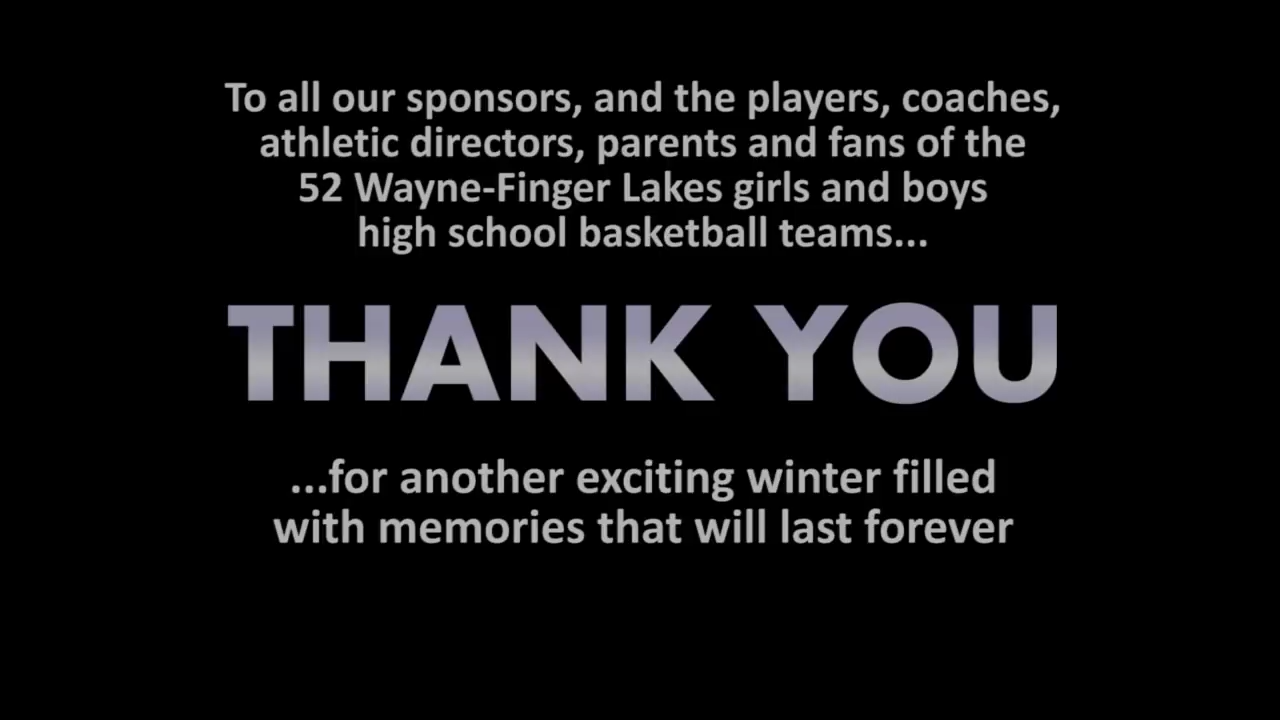 To all our sponsors, and the players, coaches,
athletic directors, parents and fans of the
52 Wayne-Finger Lakes girls and boys
high school basketball teams...
THANK YOU
...for another exciting winter filled
with memories that will last forever